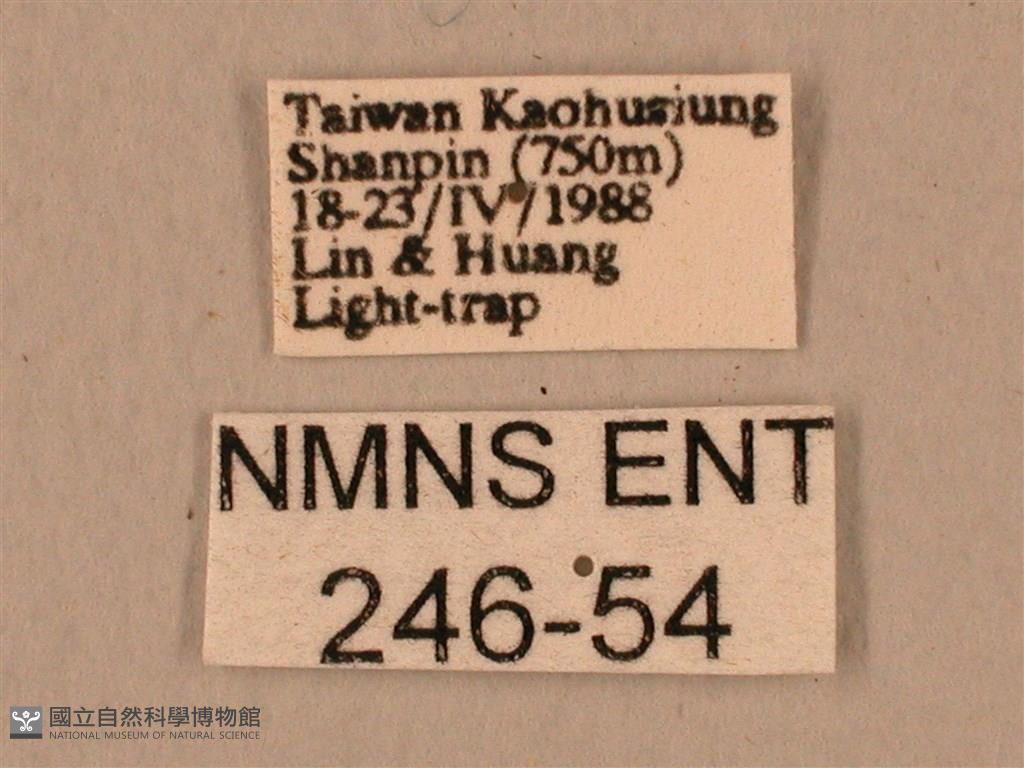 Taiwan Kaohusiung
Shanpin (750m)
18-23/IV/1988
Lin & Huang
Light-trap
NMNS ENT
246-54
國立自然科學博物館
NATIONAL MUSEUM OF NATURAL SCIENCE